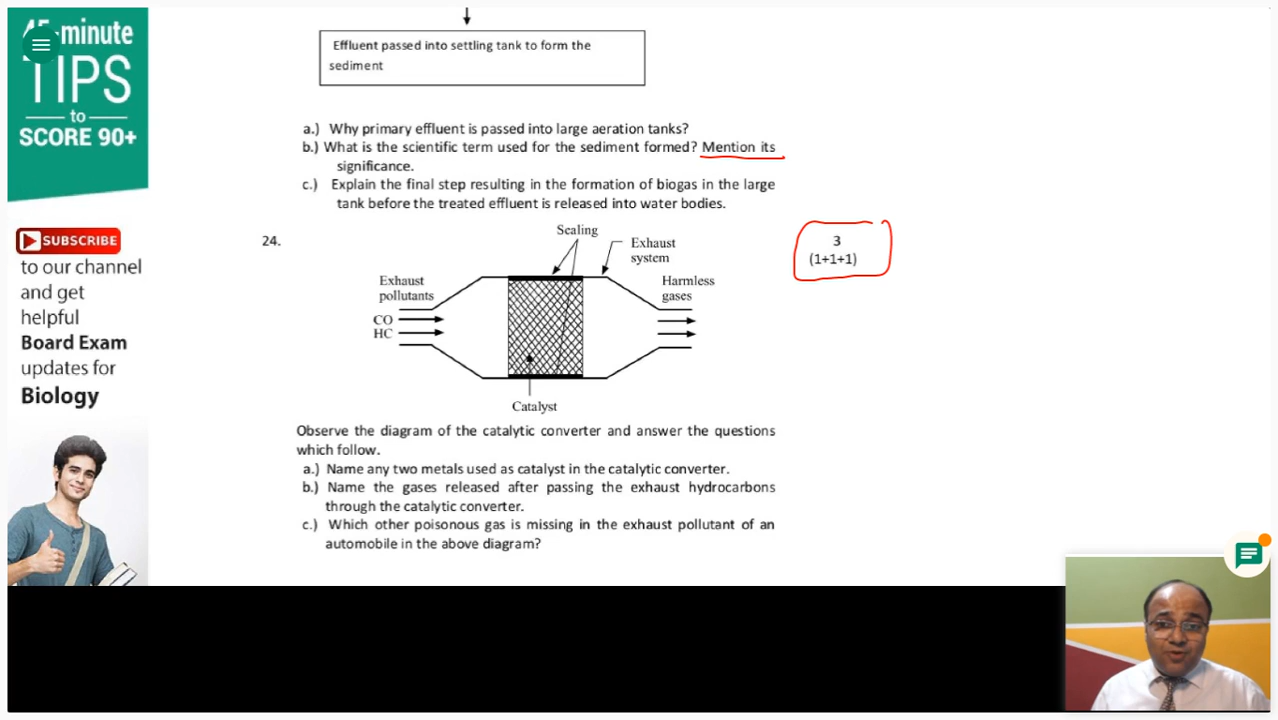 45-minute
TIPS
to
SCORE 90+
SUBSCRIBE
to our channel
and get
helpful
Board Exam
updates for
Biology
Effluent passed into settling tank to form the
sediment
a.) Why primary effluent is passed into large aeration tanks?
b.) What is the scientific term used for the sediment formed? Mention its
significance.
c.) Explain the final step resulting in the formation of biogas in the large
tank before the treated effluent is released into water bodies.
24.
3
(1+1+1)
Sealing
Exhaust
system
Exhaust
pollutants
Harmless
gases
CO
HC
Catalyst
Observe the diagram of the catalytic converter and answer the questions
which follow.
a.) Name any two metals used as catalyst in the catalytic converter.
b.) Name the gases released after passing the exhaust hydrocarbons
through the catalytic converter.
c.) Which other poisonous gas is missing in the exhaust pollutant of an
automobile in the above diagram?